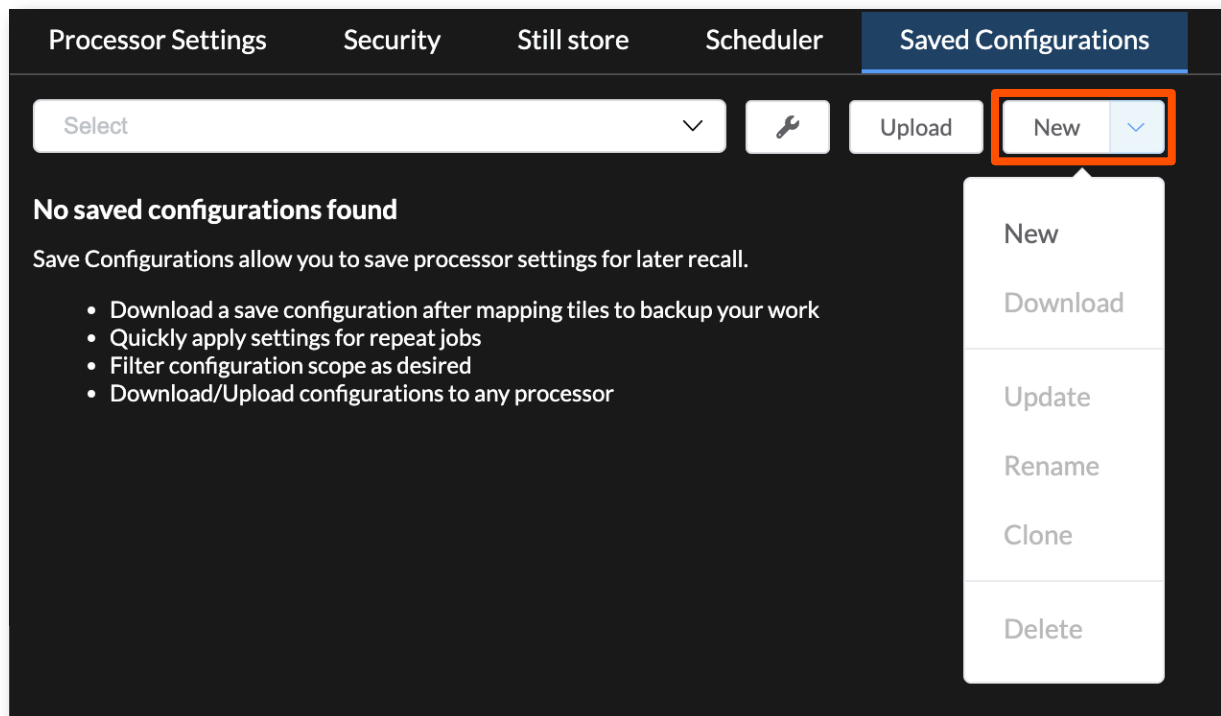 Processor Settings Security Still store Scheduler Saved Configurations
Select Upload New
No saved configurations found
Save Configurations allow you to save processor settings for later recall.
• Download a save configuration after mapping tiles to backup your work
• Quickly apply settings for repeat jobs
• Filter configuration scope as desired
• Download/Upload configurations to any processor
New
Download
Update
Rename
Clone
Delete